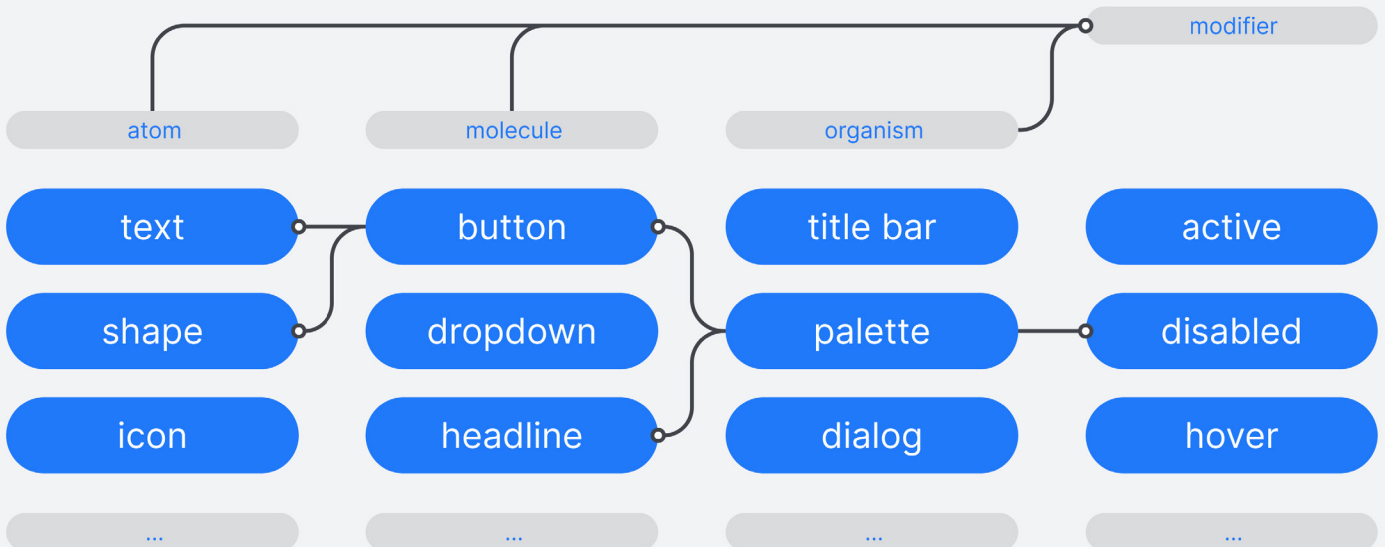 modifier
atom
molecule
organism
text
button
title bar
active
shape
dropdown
palette
disabled
icon
headline
dialog
hover
...
...
...
...